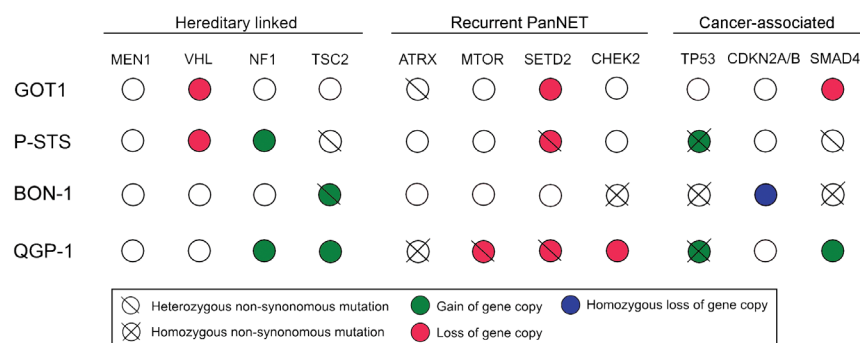 Hereditary linked Recurrent PanNET Cancer-associated
MEN1 VHL NF1 TSC2 ATRX MTOR SETD2 CHEK2 TP53 CDKN2A/B SMAD4
GOT1
P-STS
BON-1
QGP-1
Heterozygous non-synonomous mutation Gain of gene copy Homozygous loss of gene copy
Homozygous non-synonomous mutation Loss of gene copy